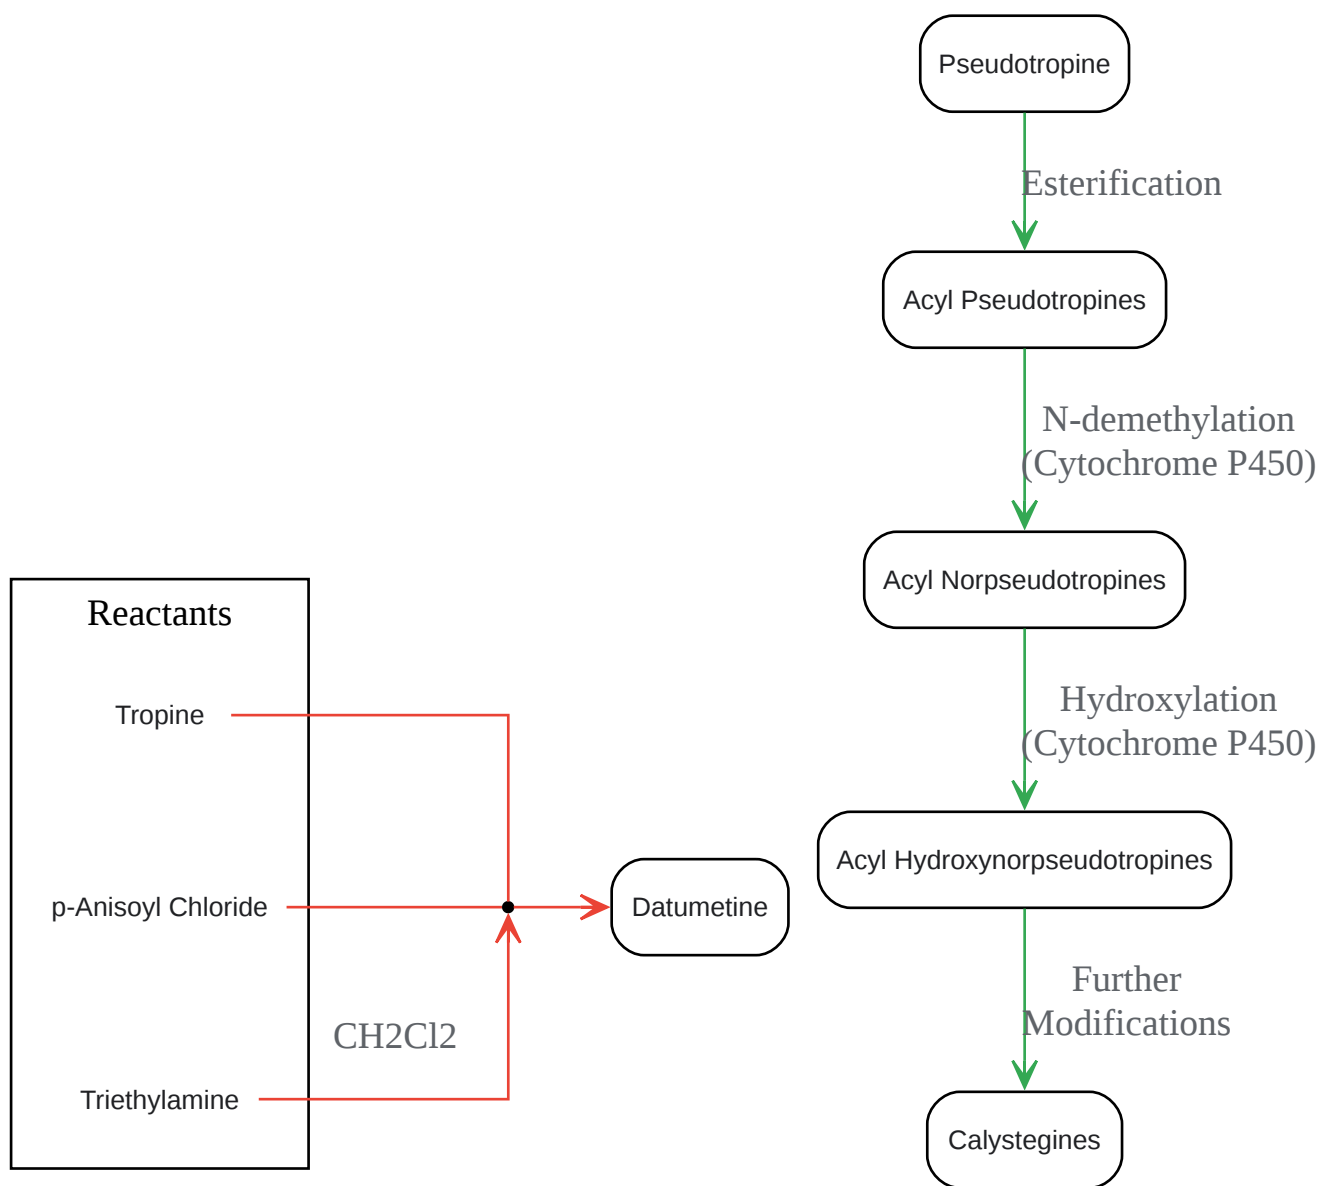 Pseudotropine
Esterification
Acyl Pseudotropines
N-demethylation
(Cytochrome P450)
Acyl Norpseudotropines
Hydroxylation
(Cytochrome P450)
Acyl Hydroxynorpseudotropines
Further
Modifications
Calystegines
Reactants
Tropine
p-Anisoyl Chloride
Triethylamine
CH2Cl2
Datumetine